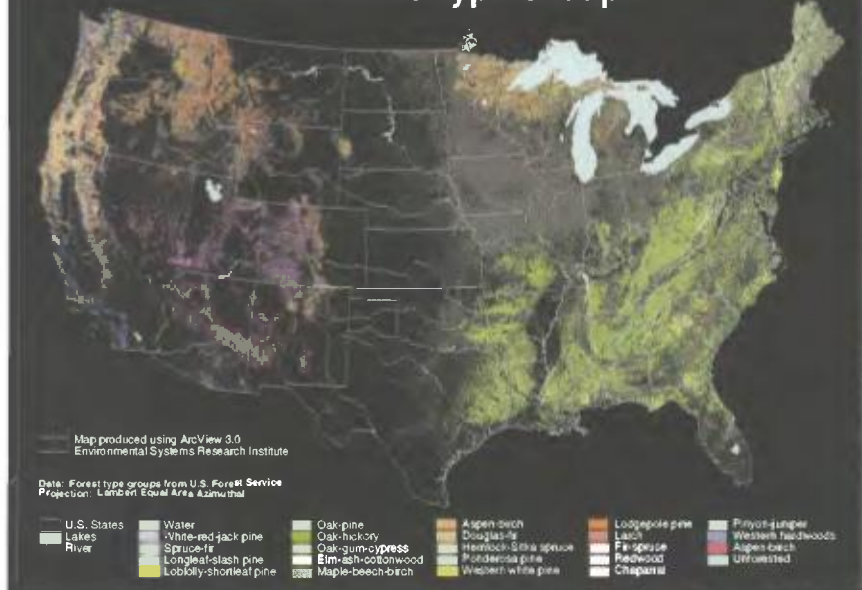 Map produced using ArcView 3.0
Environmental Systems Research Institute
Data: Forest type groups from U.S. Forest Service
Projection: Lambert Equal Area Azimuthal
U.S. States
Lakes
River
Water
White-red-jack pine
Spruce-fir
Longleaf-slash pine
Loblolly-shortleaf pine
Oak-pine
Oak-hickory
Oak-gum-cypress
Elm-ash-cottonwood
Maple-beech-birch
Aspen-birch
Douglas-fir
Hemlock-Sitka spruce
Ponderosa pine
Western white pine
Lodgepole pine
Larch
Fir-spruce
Redwood
Chaparral
Pinyon-juniper
Western hardwoods
Aspen-birch
Unforested